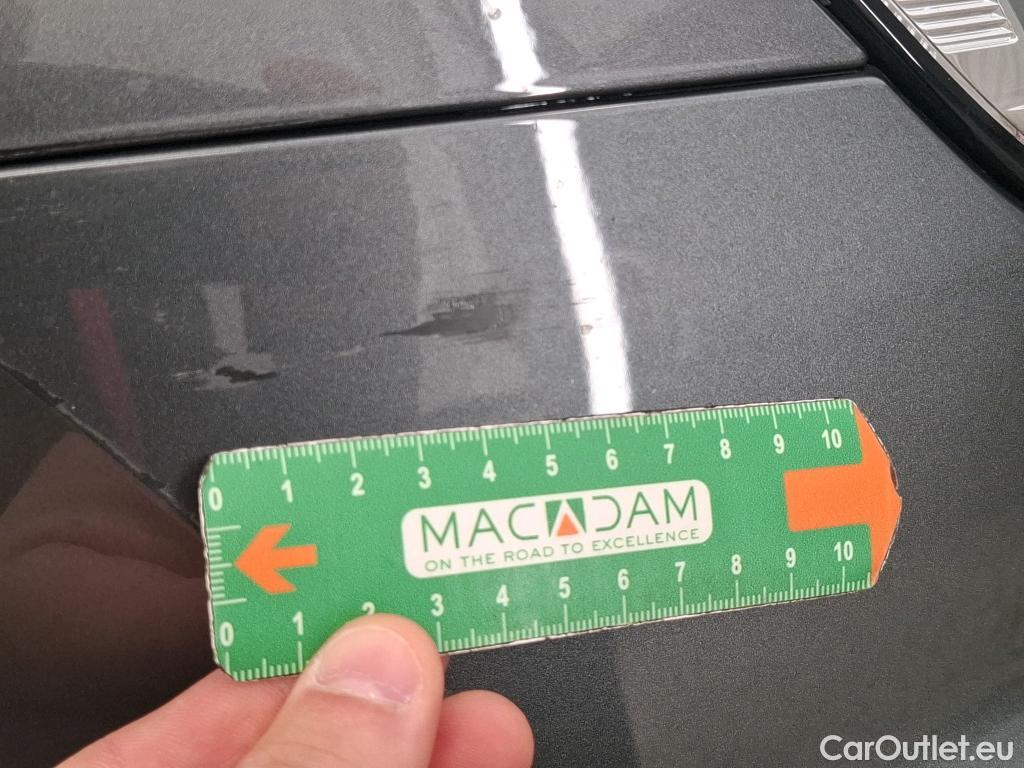 0 1 2 3 4 5 6 7 8 9 10
MACADAM
ON THE ROAD TO EXCELLENCE
0 1 2 3 4 5 6 7 8 9 10
CarOutlet.eu